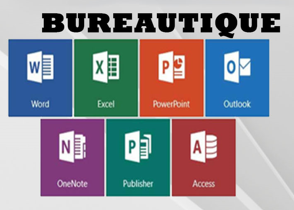 BUREAUTIQUE
W Word
X Excel
P PowerPoint
O Outlook
N OneNote
P Publisher
A Access